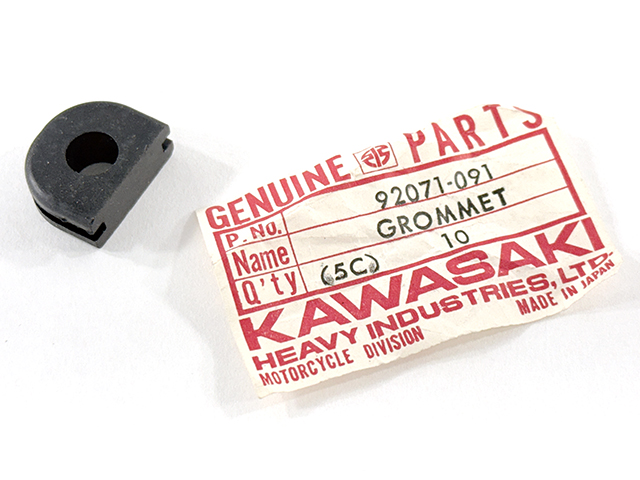 GENUINE PARTS
P. No. 92071-091
Name GROMMET
Q'ty (5C) 10
KAWASAKI
HEAVY INDUSTRIES, LTD.
MOTORCYCLE DIVISION MADE IN JAPAN